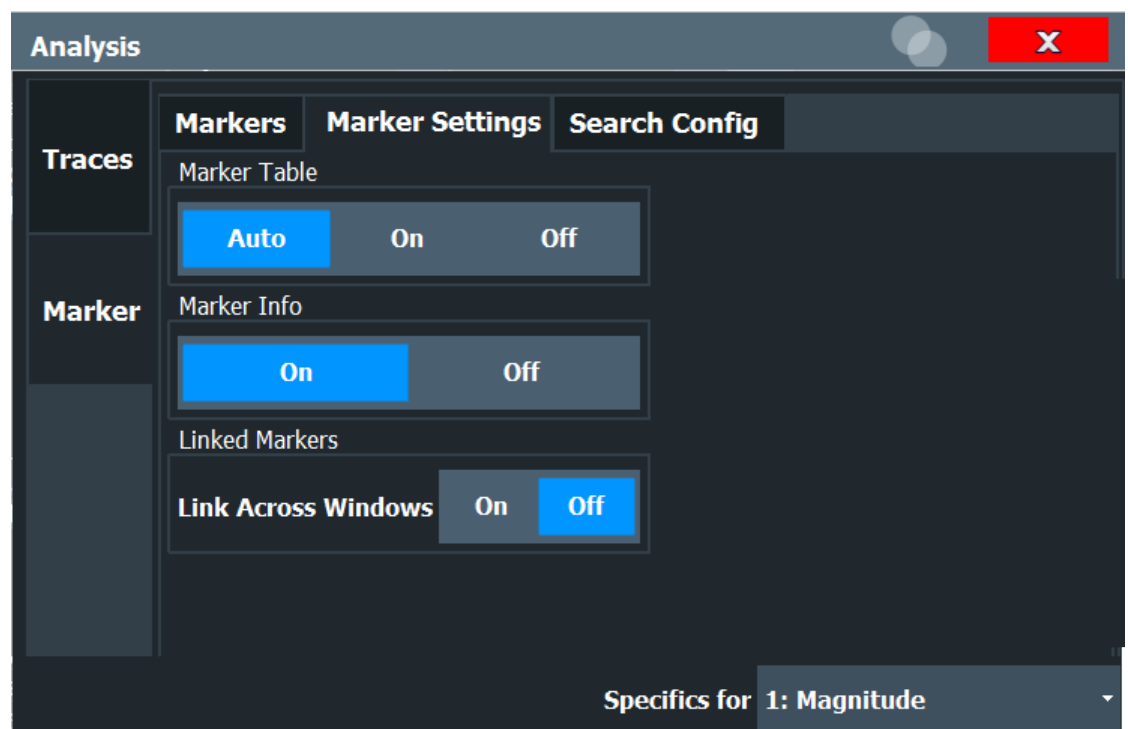 Analysis X
Markers Marker Settings Search Config
Traces
Marker Table
Auto On Off
Marker
Marker Info
On Off
Linked Markers
Link Across Windows On Off
Specifics for 1: Magnitude